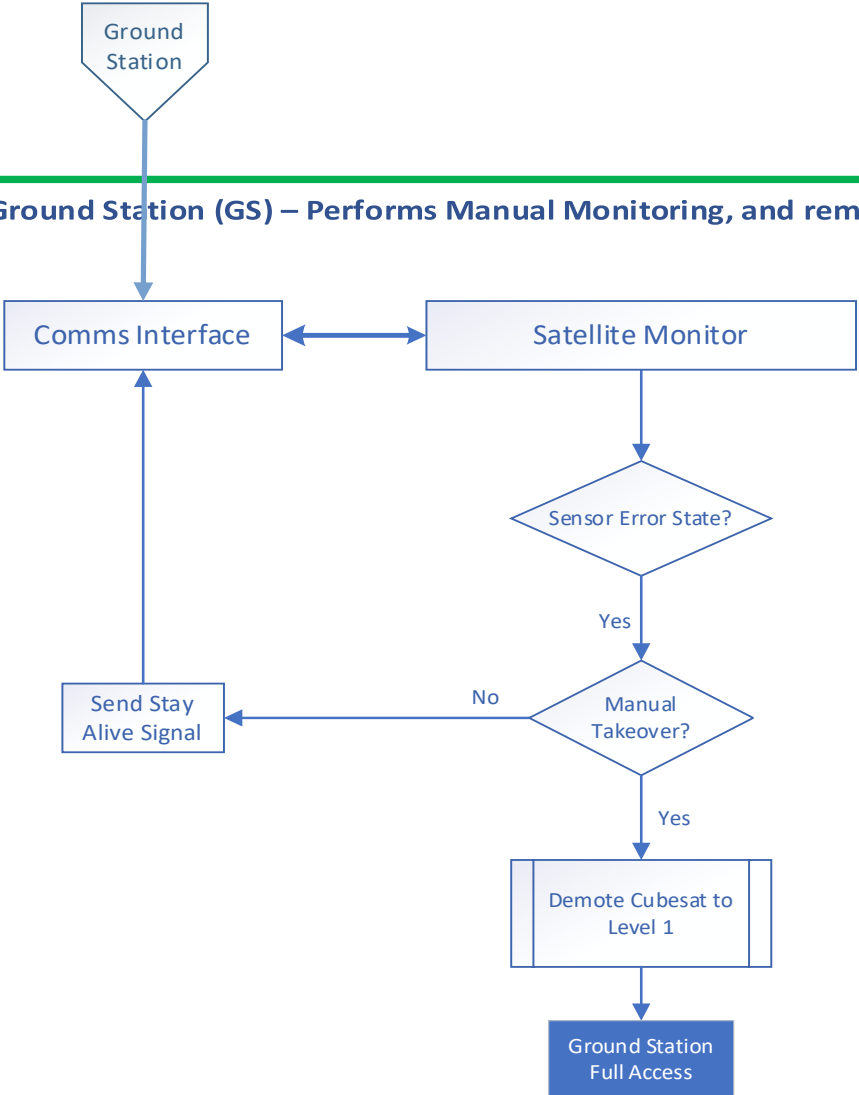 Ground
Station
Ground Station (GS) – Performs Manual Monitoring, and rem
Comms Interface
Satellite Monitor
Sensor Error State?
Yes
Send Stay
Alive Signal
No
Manual
Takeover?
Yes
Demote Cubesat to
Level 1
Ground Station
Full Access